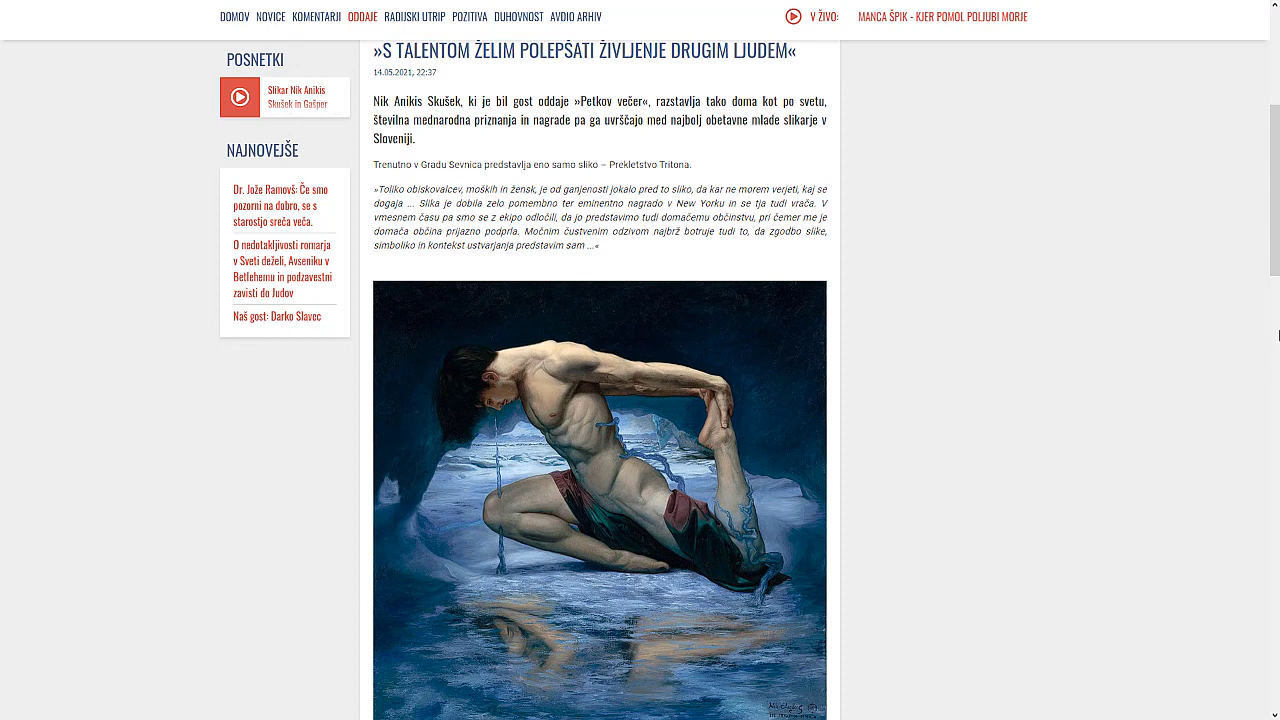 DOMOV NOVICE KOMENTARJI ODDAJE RADIJSKI UTRIP POZITIVA DUHOVNOST AVDIO ARHIV V ŽIVO: MANCA ŠPIK - KJER POMOL POLJUBI MORJE
POSNETKI
Slikar Nik Anikis
Skušek in Gašper
NAJNOVEJŠE
Dr. Jože Ramovš: Če smo
pozorni na dobro, se s
starostjo sreča veča.
O nedotakljivosti romarja
v Sveti deželi, Avseniku v
Betlehemu in podzavestni
zavisti do Judov
Naš gost: Darko Slavec
»S TALENTOM ŽELIM POLEPŠATI ŽIVLJENJE DRUGIM LJUDEM«
14.05.2021, 22:37
Nik Anikis Skušek, ki je bil gost oddaje »Petkov večer«, razstavlja tako doma kot po svetu,
številna mednarodna priznanja in nagrade pa ga uvrščajo med najbolj obetavne mlade slikarje v
Sloveniji.
Trenutno v Gradu Sevnica predstavlja eno samo sliko – Prekletstvo Tritona.
»Toliko obiskovalcev, moških in žensk, je od ganjenosti jokalo pred to sliko, da kar ne morem verjeti, kaj se
dogaja ... Slika je dobila zelo pomembno ter eminentno nagrado v New Yorku in se tja tudi vrača. V
vmesnem času pa smo se z ekipo odločili, da jo predstavimo tudi domačemu občinstvu, pri čemer me je
domača občina prijazno podprla. Močnim čustvenim odzivom najbrž botruje tudi to, da zgodbo slike,
simboliko in kontekst ustvarjanja predstavim sam ...«